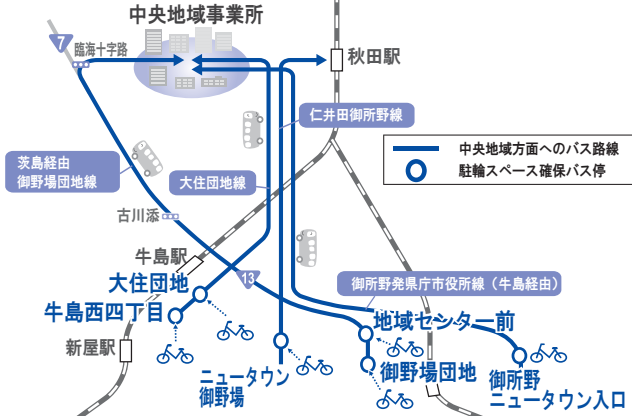 中央地域事業所
7
臨海十字路
秋田駅
仁井田御所野線
中央地域方面へのバス路線
駐輪スペース確保バス停
茨島経由
御野場団地線
大住団地線
古川添
牛島駅
13
御所野発県庁市役所線（牛島経由）
大住団地
牛島西四丁目
地域センター前
新屋駅
ニュータウン
御野場
御野場団地
御所野
ニュータウン入口